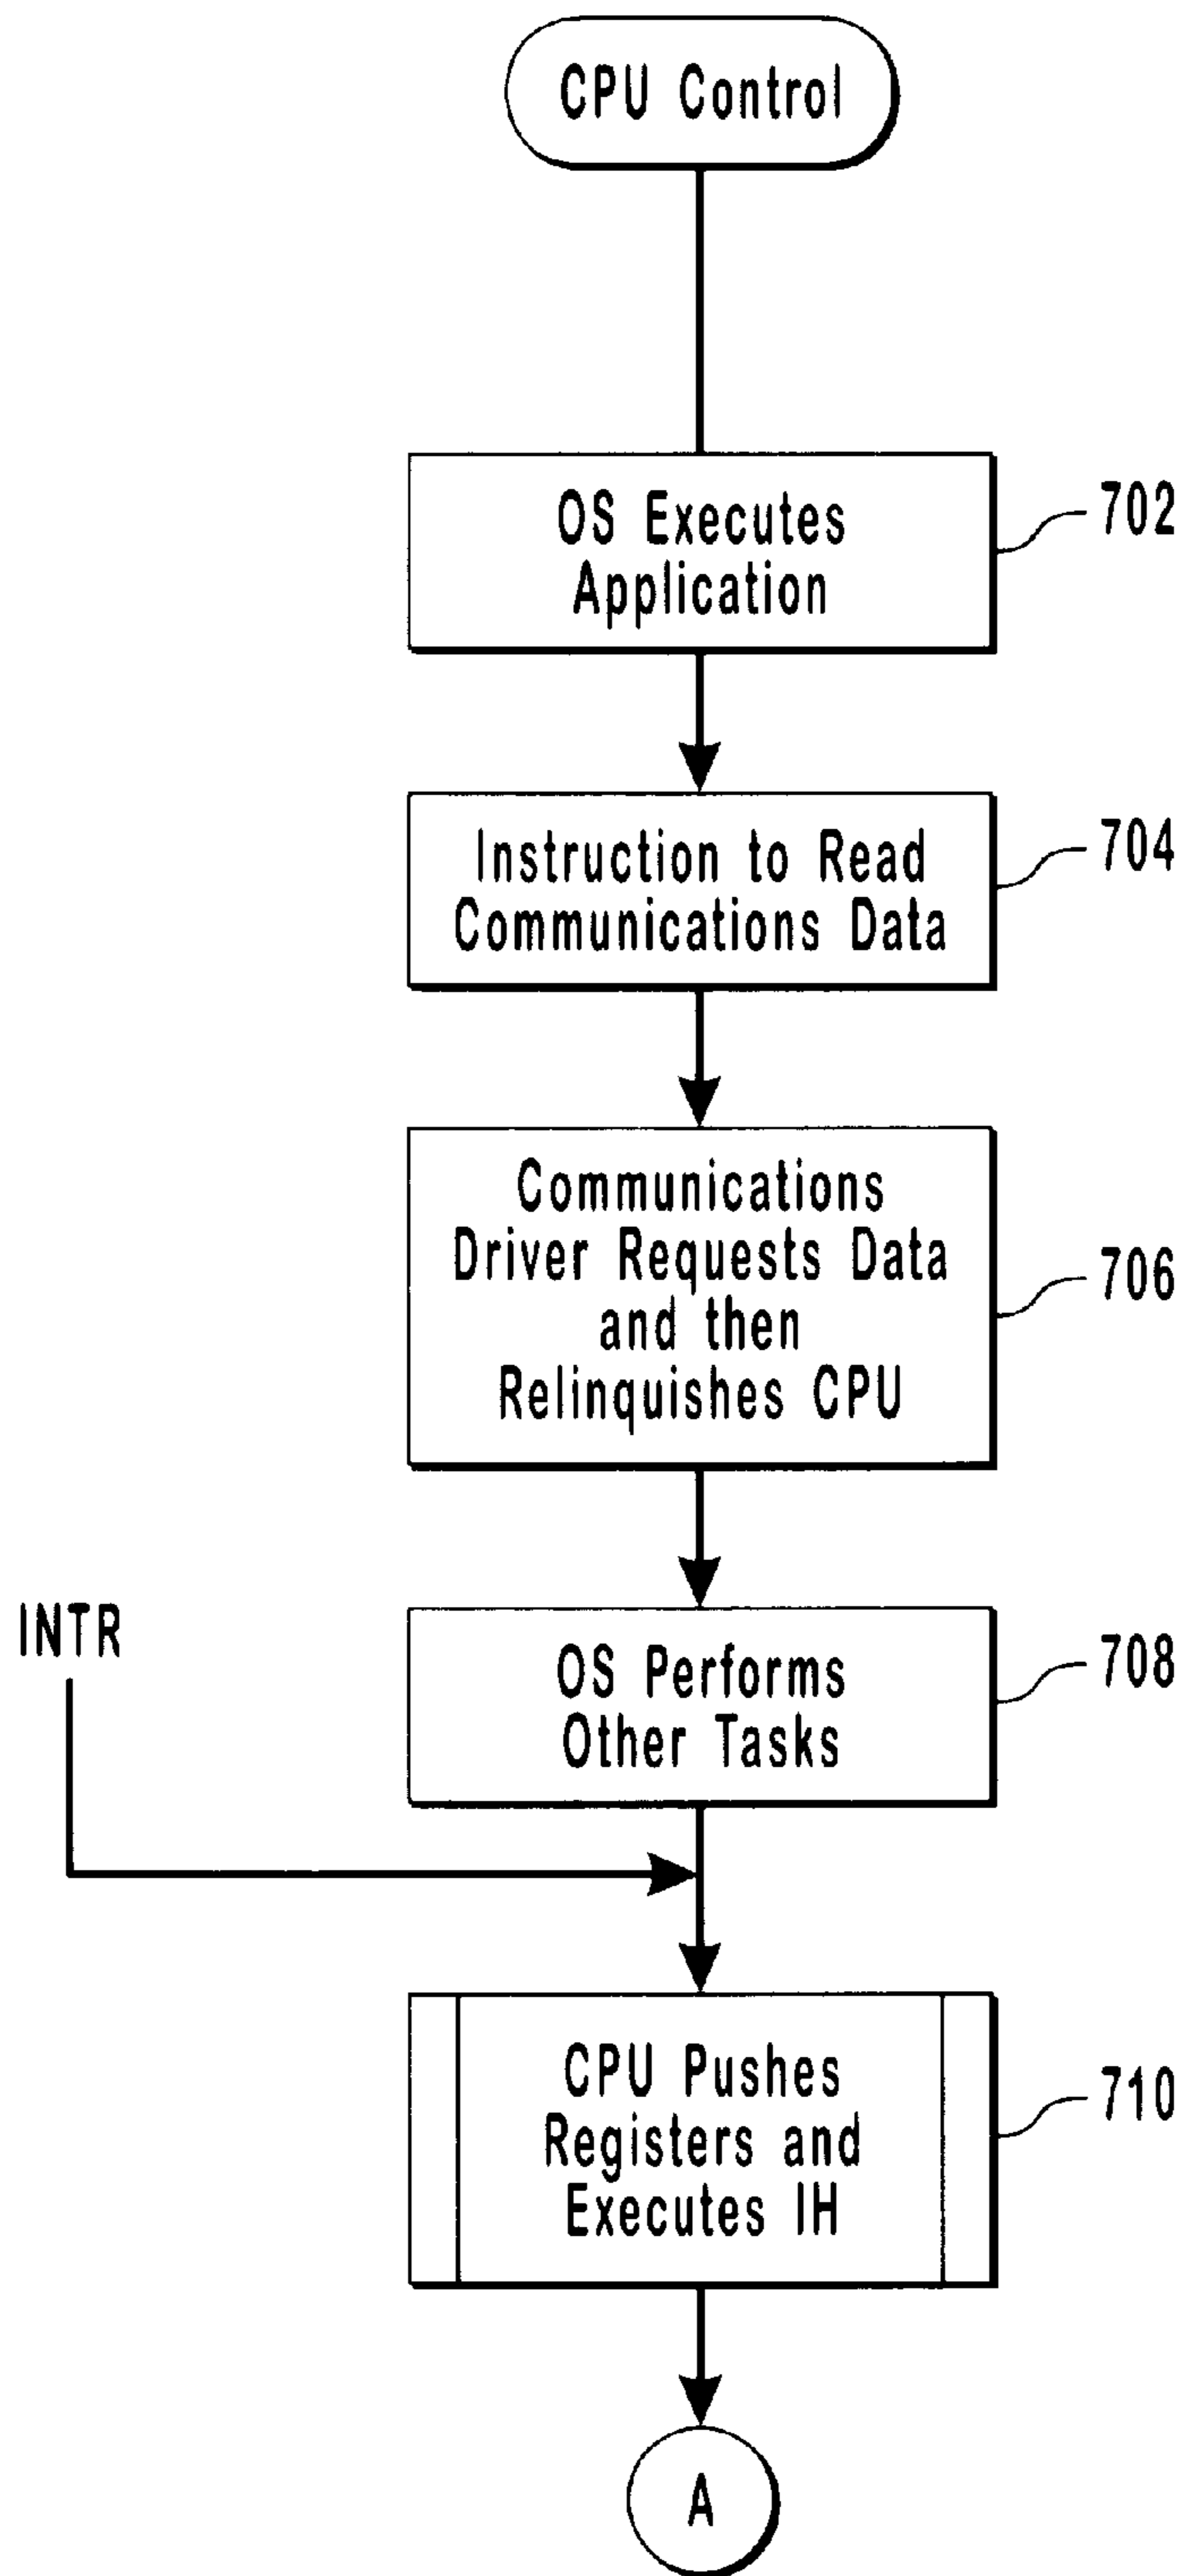 CPU Control
OS Executes
Application
702
Instruction to Read
Communications Data
704
Communications
Driver Requests Data
and then
Relinquishes CPU
706
INTR
OS Performs
Other Tasks
708
CPU Pushes
Registers and
Executes IH
710
A